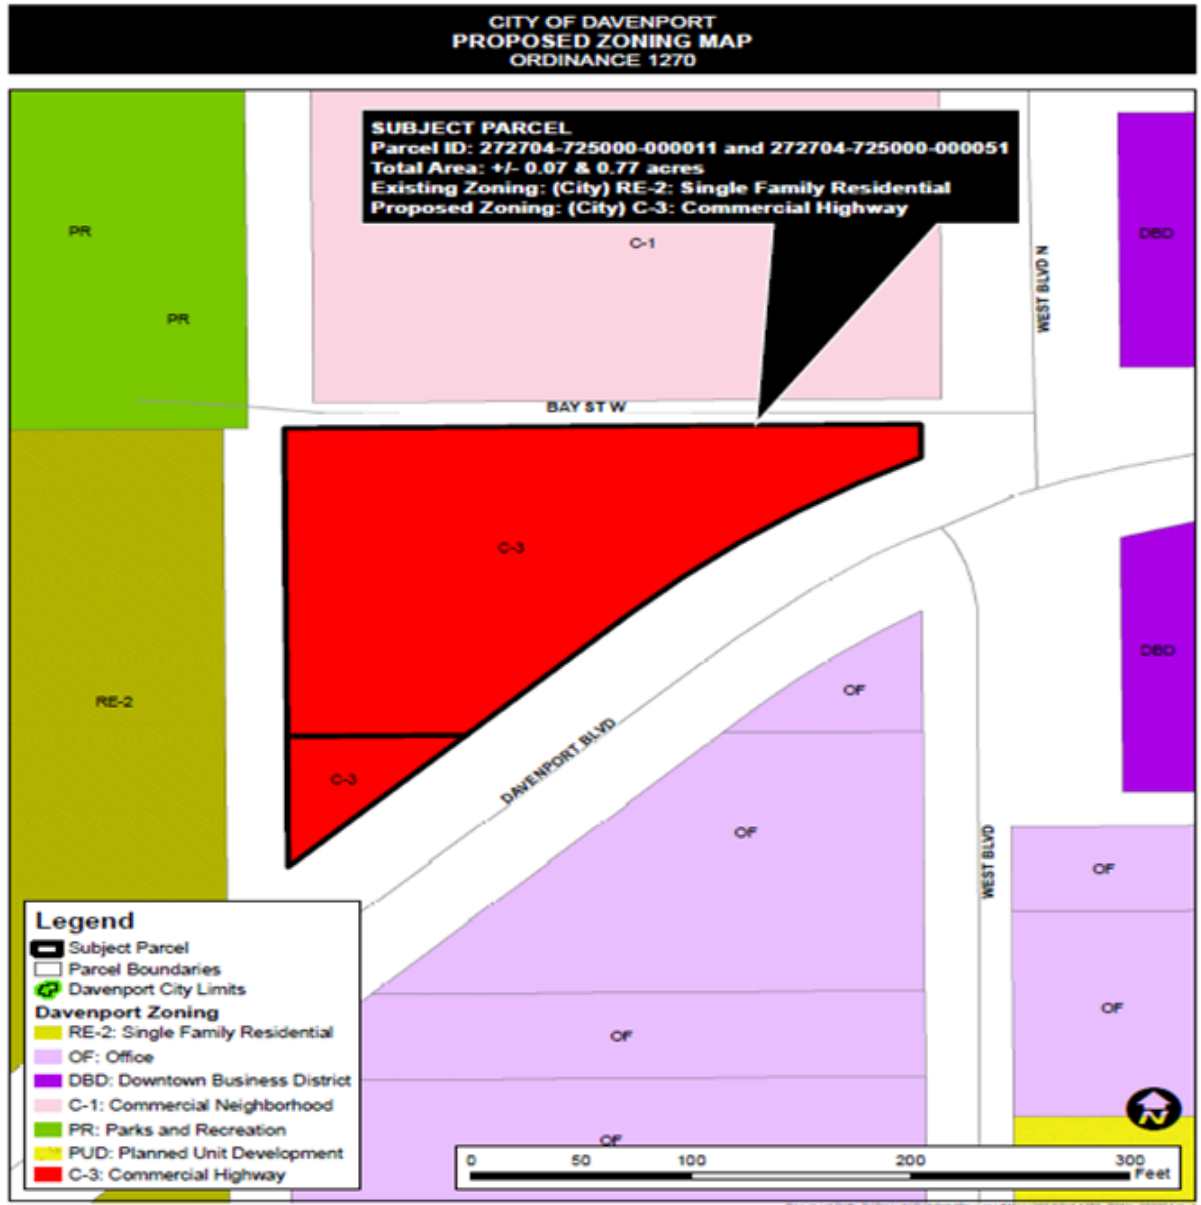 CITY OF DAVENPORT
PROPOSED ZONING MAP
ORDINANCE 1270
SUBJECT PARCEL
Parcel ID: 272704-725000-000011 and 272704-725000-000051
Total Area: +/- 0.07 & 0.77 acres
Existing Zoning: (City) RE-2: Single Family Residential
Proposed Zoning: (City) C-3: Commercial Highway
PR
C-1
DBD
WEST BLVD N
PR
BAY ST W
C-3
DBD
RE-2
OF
C-3
DAVENPORT BLVD
OF
WEST BLVD
OF
OF
OF
OF
Legend
Subject Parcel
Parcel Boundaries
Davenport City Limits
Davenport Zoning
RE-2: Single Family Residential
OF: Office
DBD: Downtown Business District
C-1: Commercial Neighborhood
PR: Parks and Recreation
PUD: Planned Unit Development
C-3: Commercial Highway
N
0 50 100 200 300
Feet